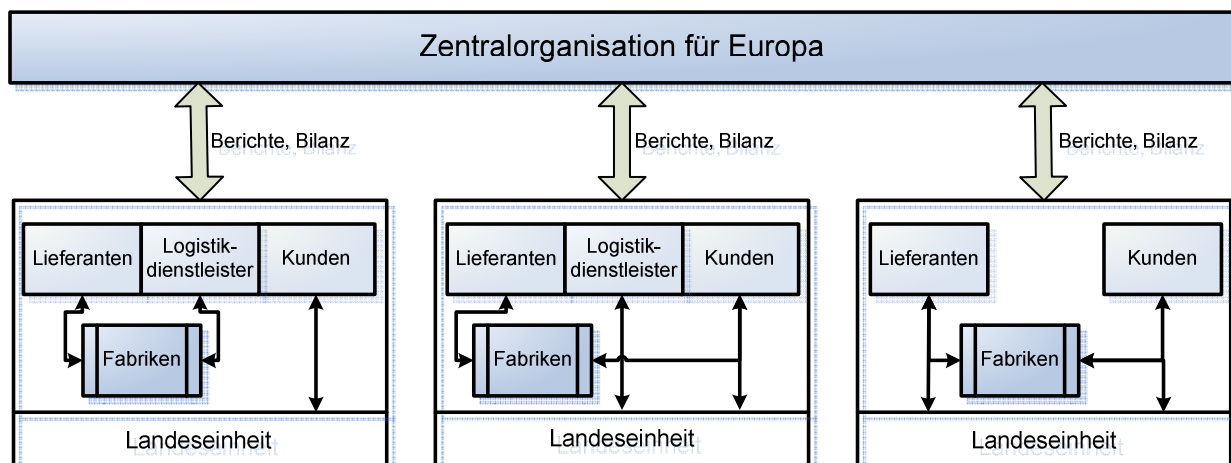 Zentralorganisation für Europa
Berichte, Bilanz
Berichte, Bilanz
Berichte, Bilanz
Lieferanten
Logistik-
dienstleister
Kunden
Fabriken
Landeseinheit
Lieferanten
Logistik-
dienstleister
Kunden
Fabriken
Landeseinheit
Lieferanten
Kunden
Fabriken
Landeseinheit